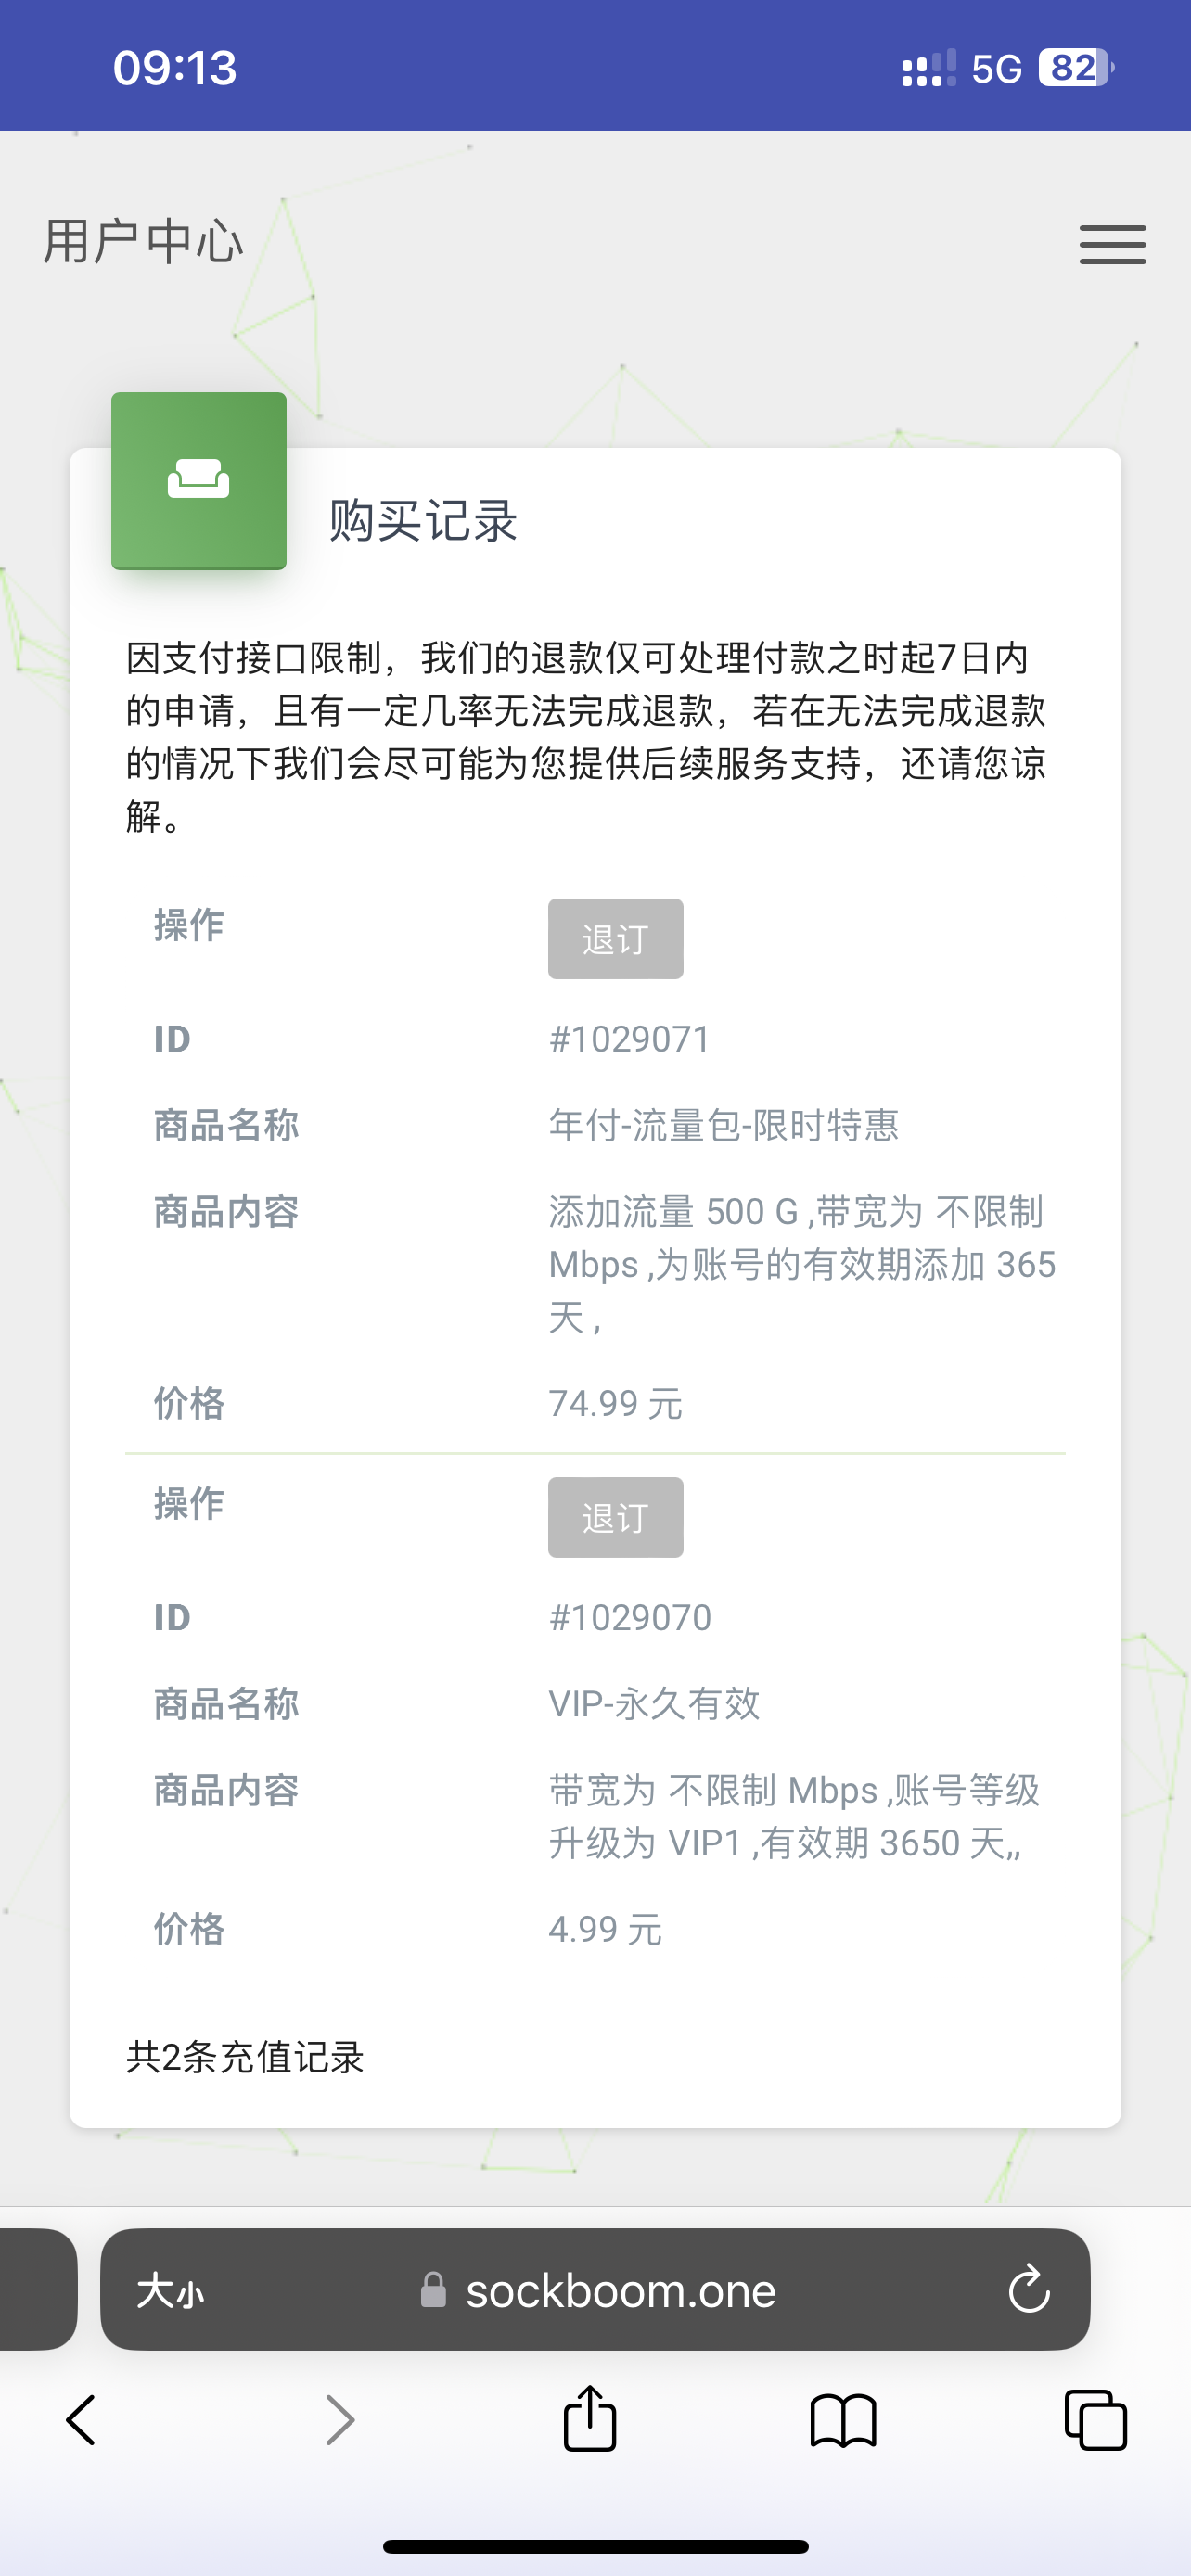 09:13
5G 82
用户中心
购买记录
因支付接口限制，我们的退款仅可处理付款之时起7日内
的申请，且有一定几率无法完成退款，若在无法完成退款
的情况下我们会尽可能为您提供后续服务支持，还请您谅
解。
操作 退订
ID #1029071
商品名称 年付-流量包-限时特惠
商品内容 添加流量 500 G ,带宽为 不限制
Mbps ,为账号的有效期添加 365
天 ,
价格 74.99 元
操作 退订
ID #1029070
商品名称 VIP-永久有效
商品内容 带宽为 不限制 Mbps ,账号等级
升级为 VIP1 ,有效期 3650 天,,
价格 4.99 元
共2条充值记录
大小 sockboom.one